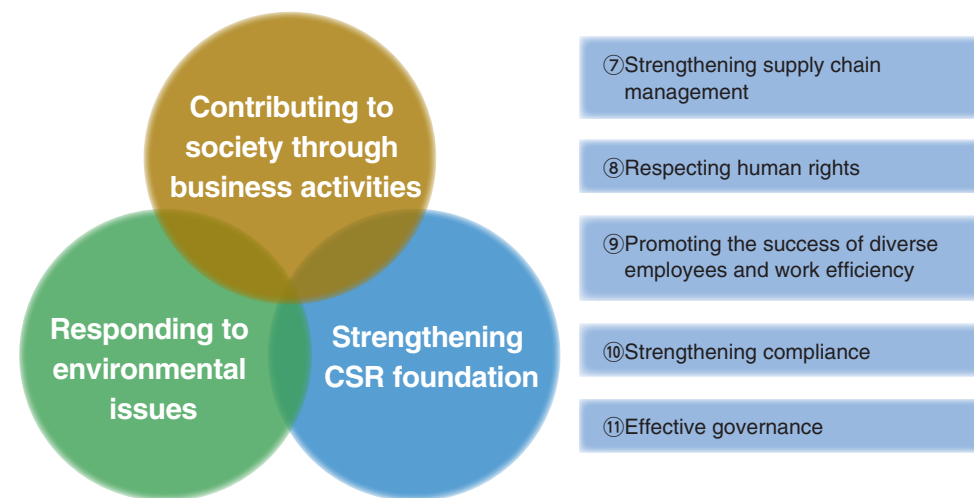 Contributing to
society through
business activities
Responding to
environmental
issues
Strengthening
CSR foundation
⑦Strengthening supply chain
management
⑧Respecting human rights
⑨Promoting the success of diverse
employees and work efficiency
⑩Strengthening compliance
⑪Effective governance